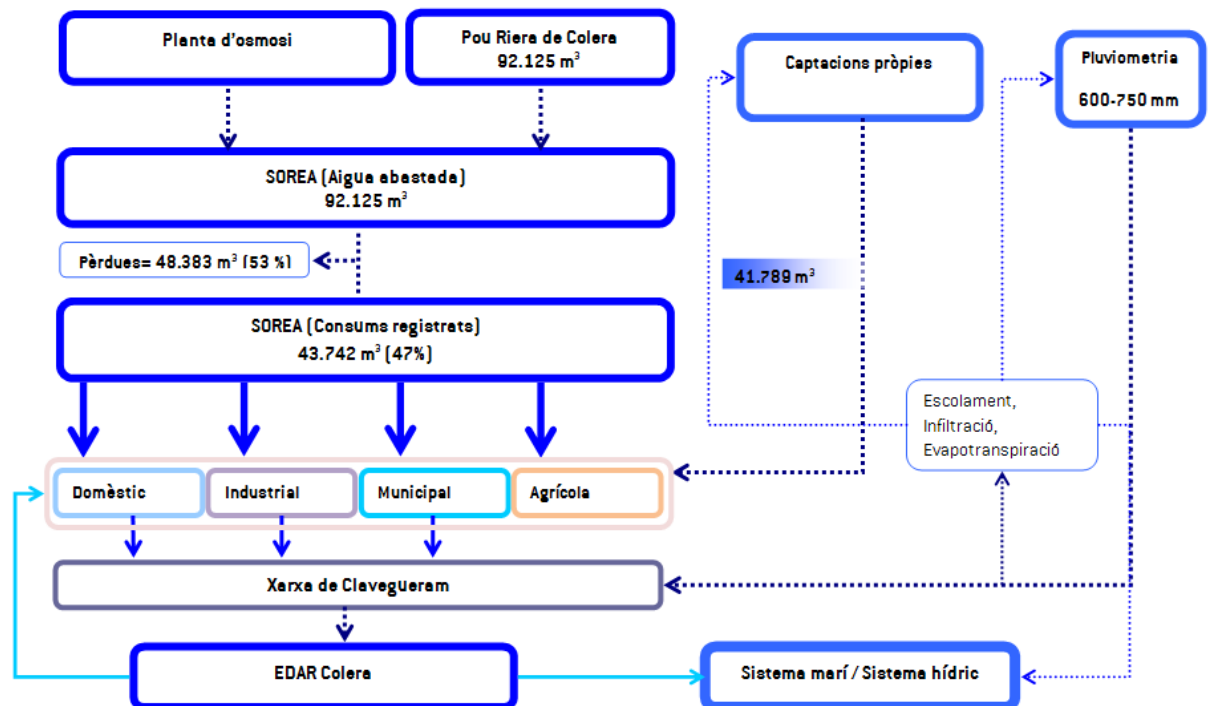 Planta d'osmosi
Pou Riera de Colera
92.125 m³
Captacions pròpies
Pluviometria
600-750 mm
SOREA (Aigua abastada)
92.125 m³
Pèrdues= 48.383 m³ (53 %)
41.789 m³
SOREA (Consums registrats)
43.742 m³ (47%)
Escolament,
Infiltració,
Evapotranspiració
Domèstic
Industrial
Municipal
Agrícola
Xarxa de Clavegueram
EDAR Colera
Sistema marí / Sistema hídric